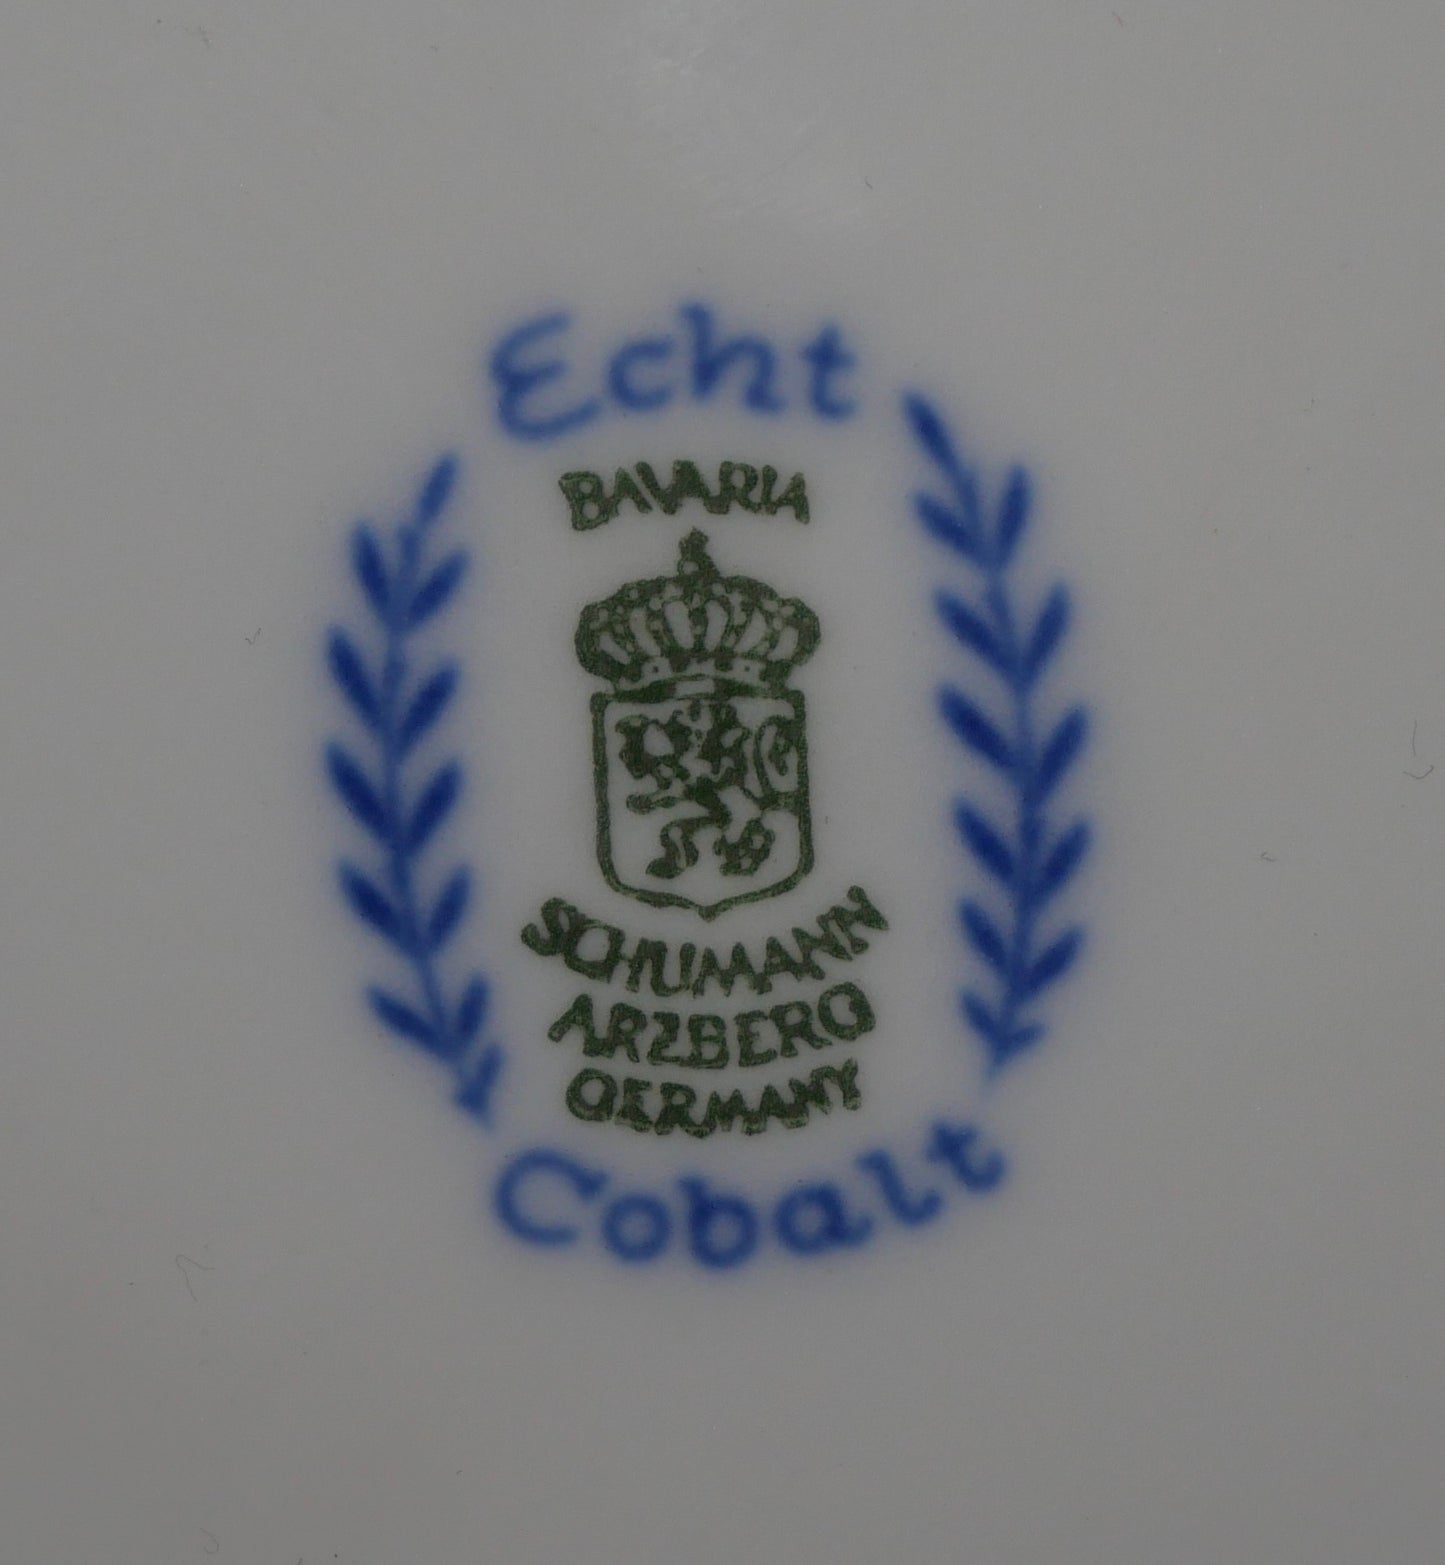 Echt
BAVARIA
SCHUMANN
ARZBERG
GERMANY
Cobalt